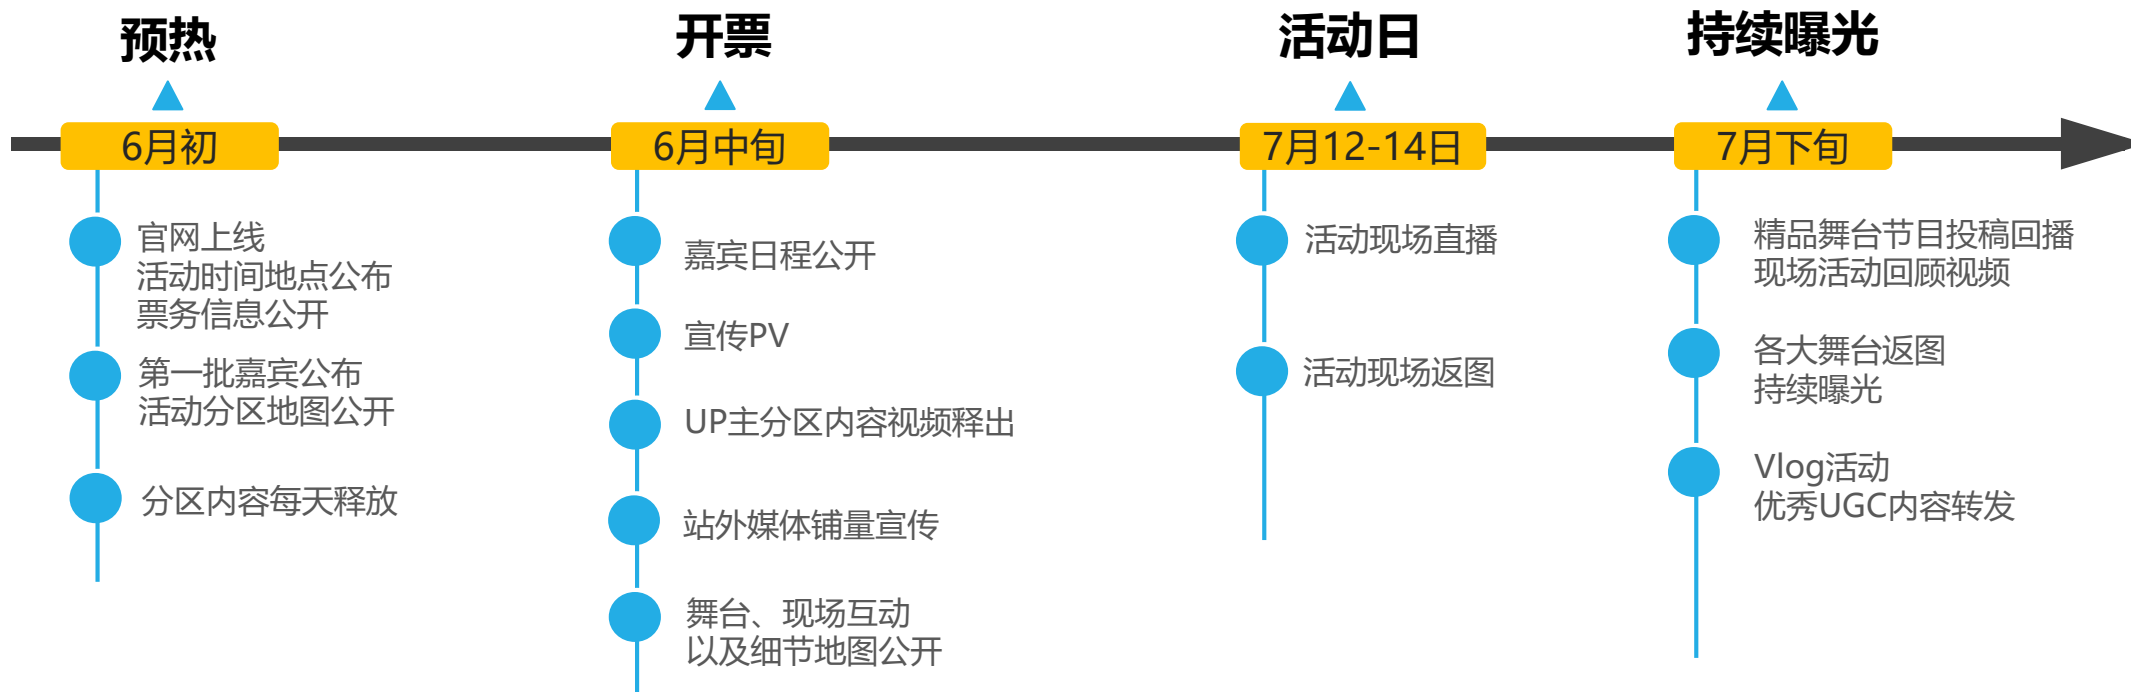 预热
6月初
官网上线
活动时间地点公布
票务信息公开
第一批嘉宾公布
活动分区地图公开
分区内容每天释放
开票
6月中旬
嘉宾日程公开
宣传PV
UP主分区内容视频释出
站外媒体铺量宣传
舞台、现场互动
以及细节地图公开
活动日
7月12-14日
活动现场直播
活动现场返图
持续曝光
7月下旬
精品舞台节目投稿回播
现场活动回顾视频
各大舞台返图
持续曝光
Vlog活动
优秀UGC内容转发